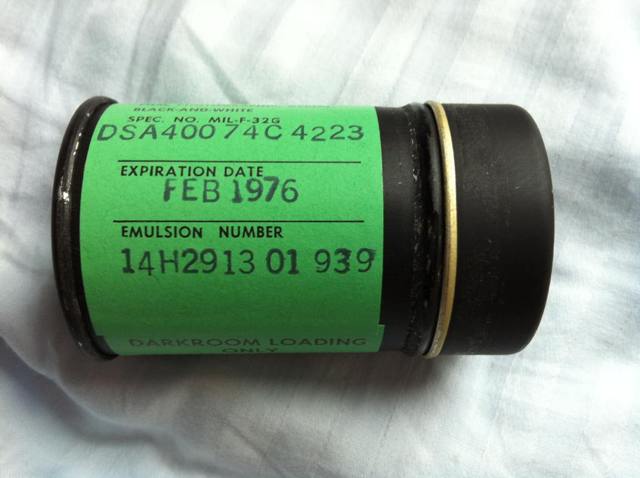 BLACK-AND-WHITE
SPEC. NO. MIL-F-32G
DSA400 74C 4223
EXPIRATION DATE
FEB 1976
EMULSION NUMBER
14H2913 01 939
DARKROOM LOADING
ONLY